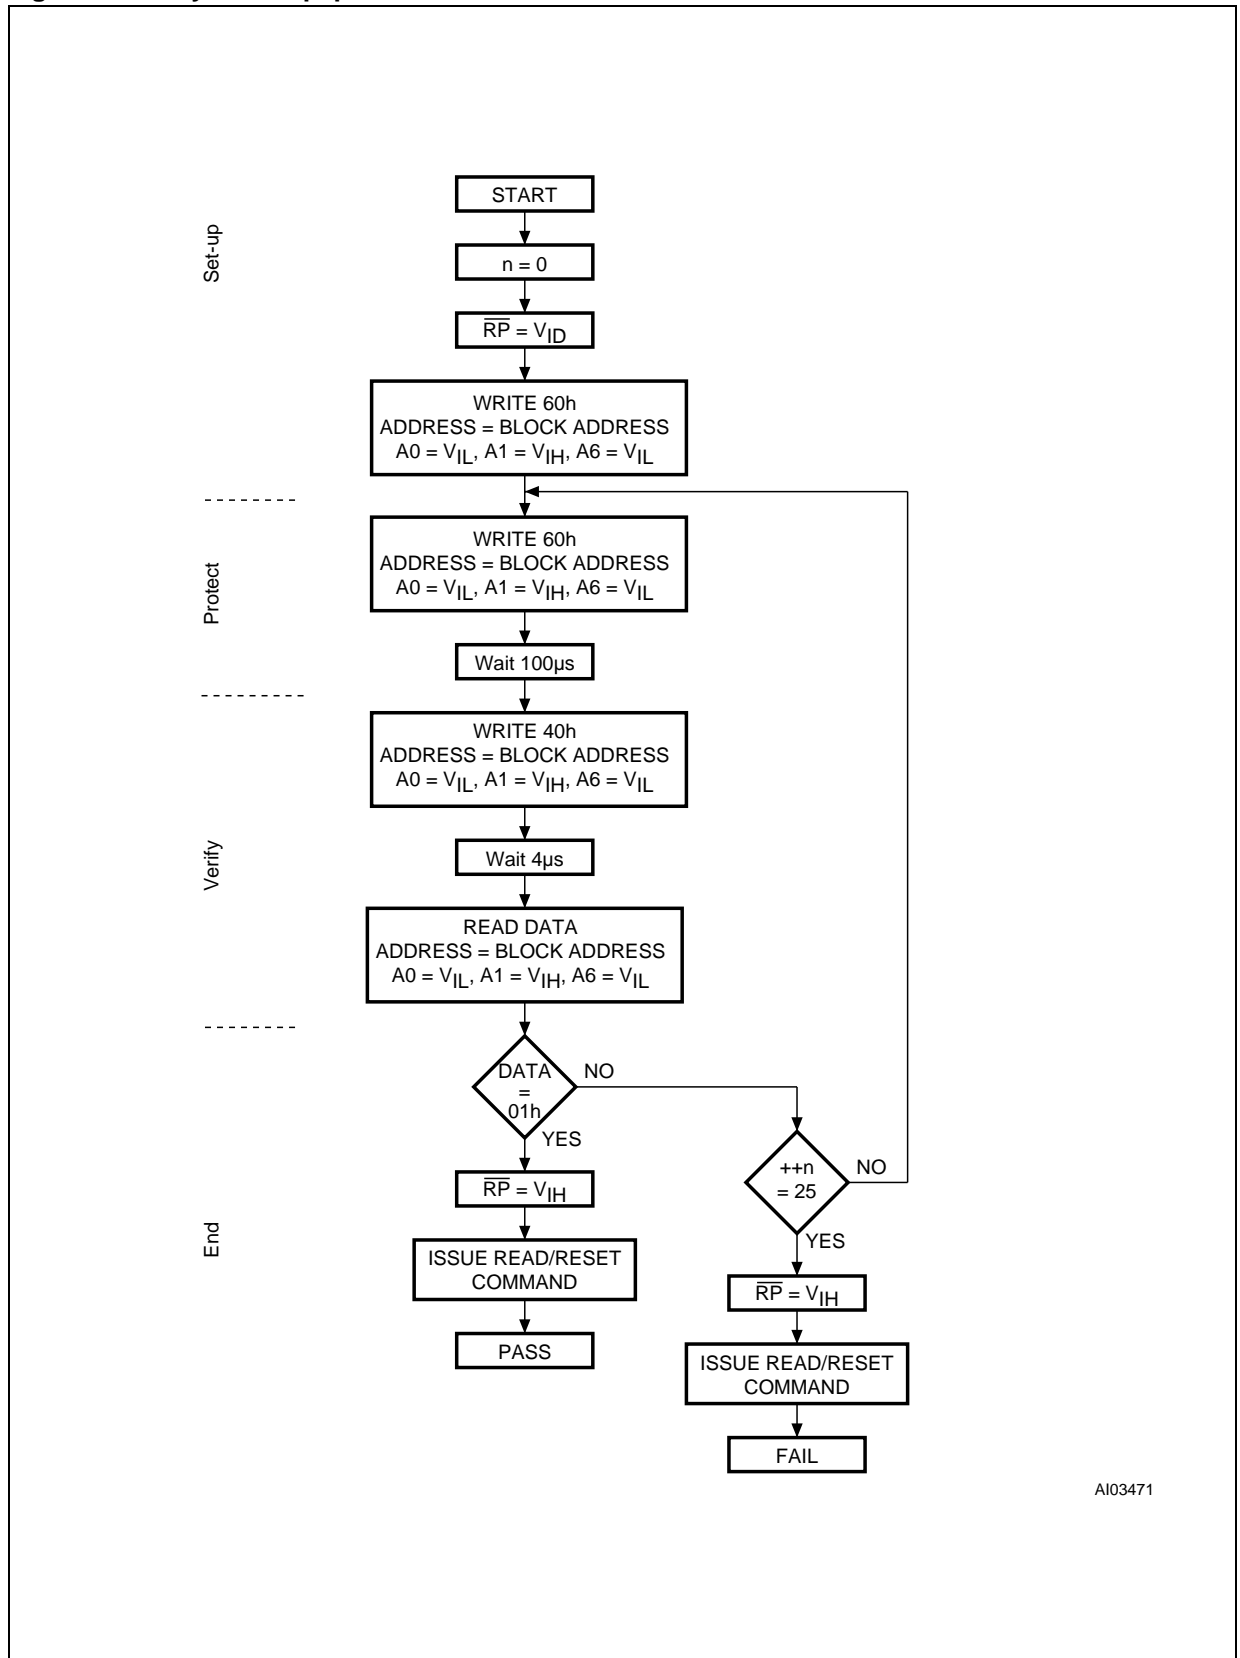 START
Set-up
n = 0
R̅P̅ = VID
WRITE 60h
ADDRESS = BLOCK ADDRESS
A0 = VIL, A1 = VIH, A6 = VIL
Protect
WRITE 60h
ADDRESS = BLOCK ADDRESS
A0 = VIL, A1 = VIH, A6 = VIL
Wait 100µs
Verify
WRITE 40h
ADDRESS = BLOCK ADDRESS
A0 = VIL, A1 = VIH, A6 = VIL
Wait 4µs
READ DATA
ADDRESS = BLOCK ADDRESS
A0 = VIL, A1 = VIH, A6 = VIL
End
DATA
=
01h
NO
YES
++n
= 25
NO
YES
R̅P̅ = VIH
ISSUE READ/RESET
COMMAND
PASS
R̅P̅ = VIH
ISSUE READ/RESET
COMMAND
FAIL
AI03471